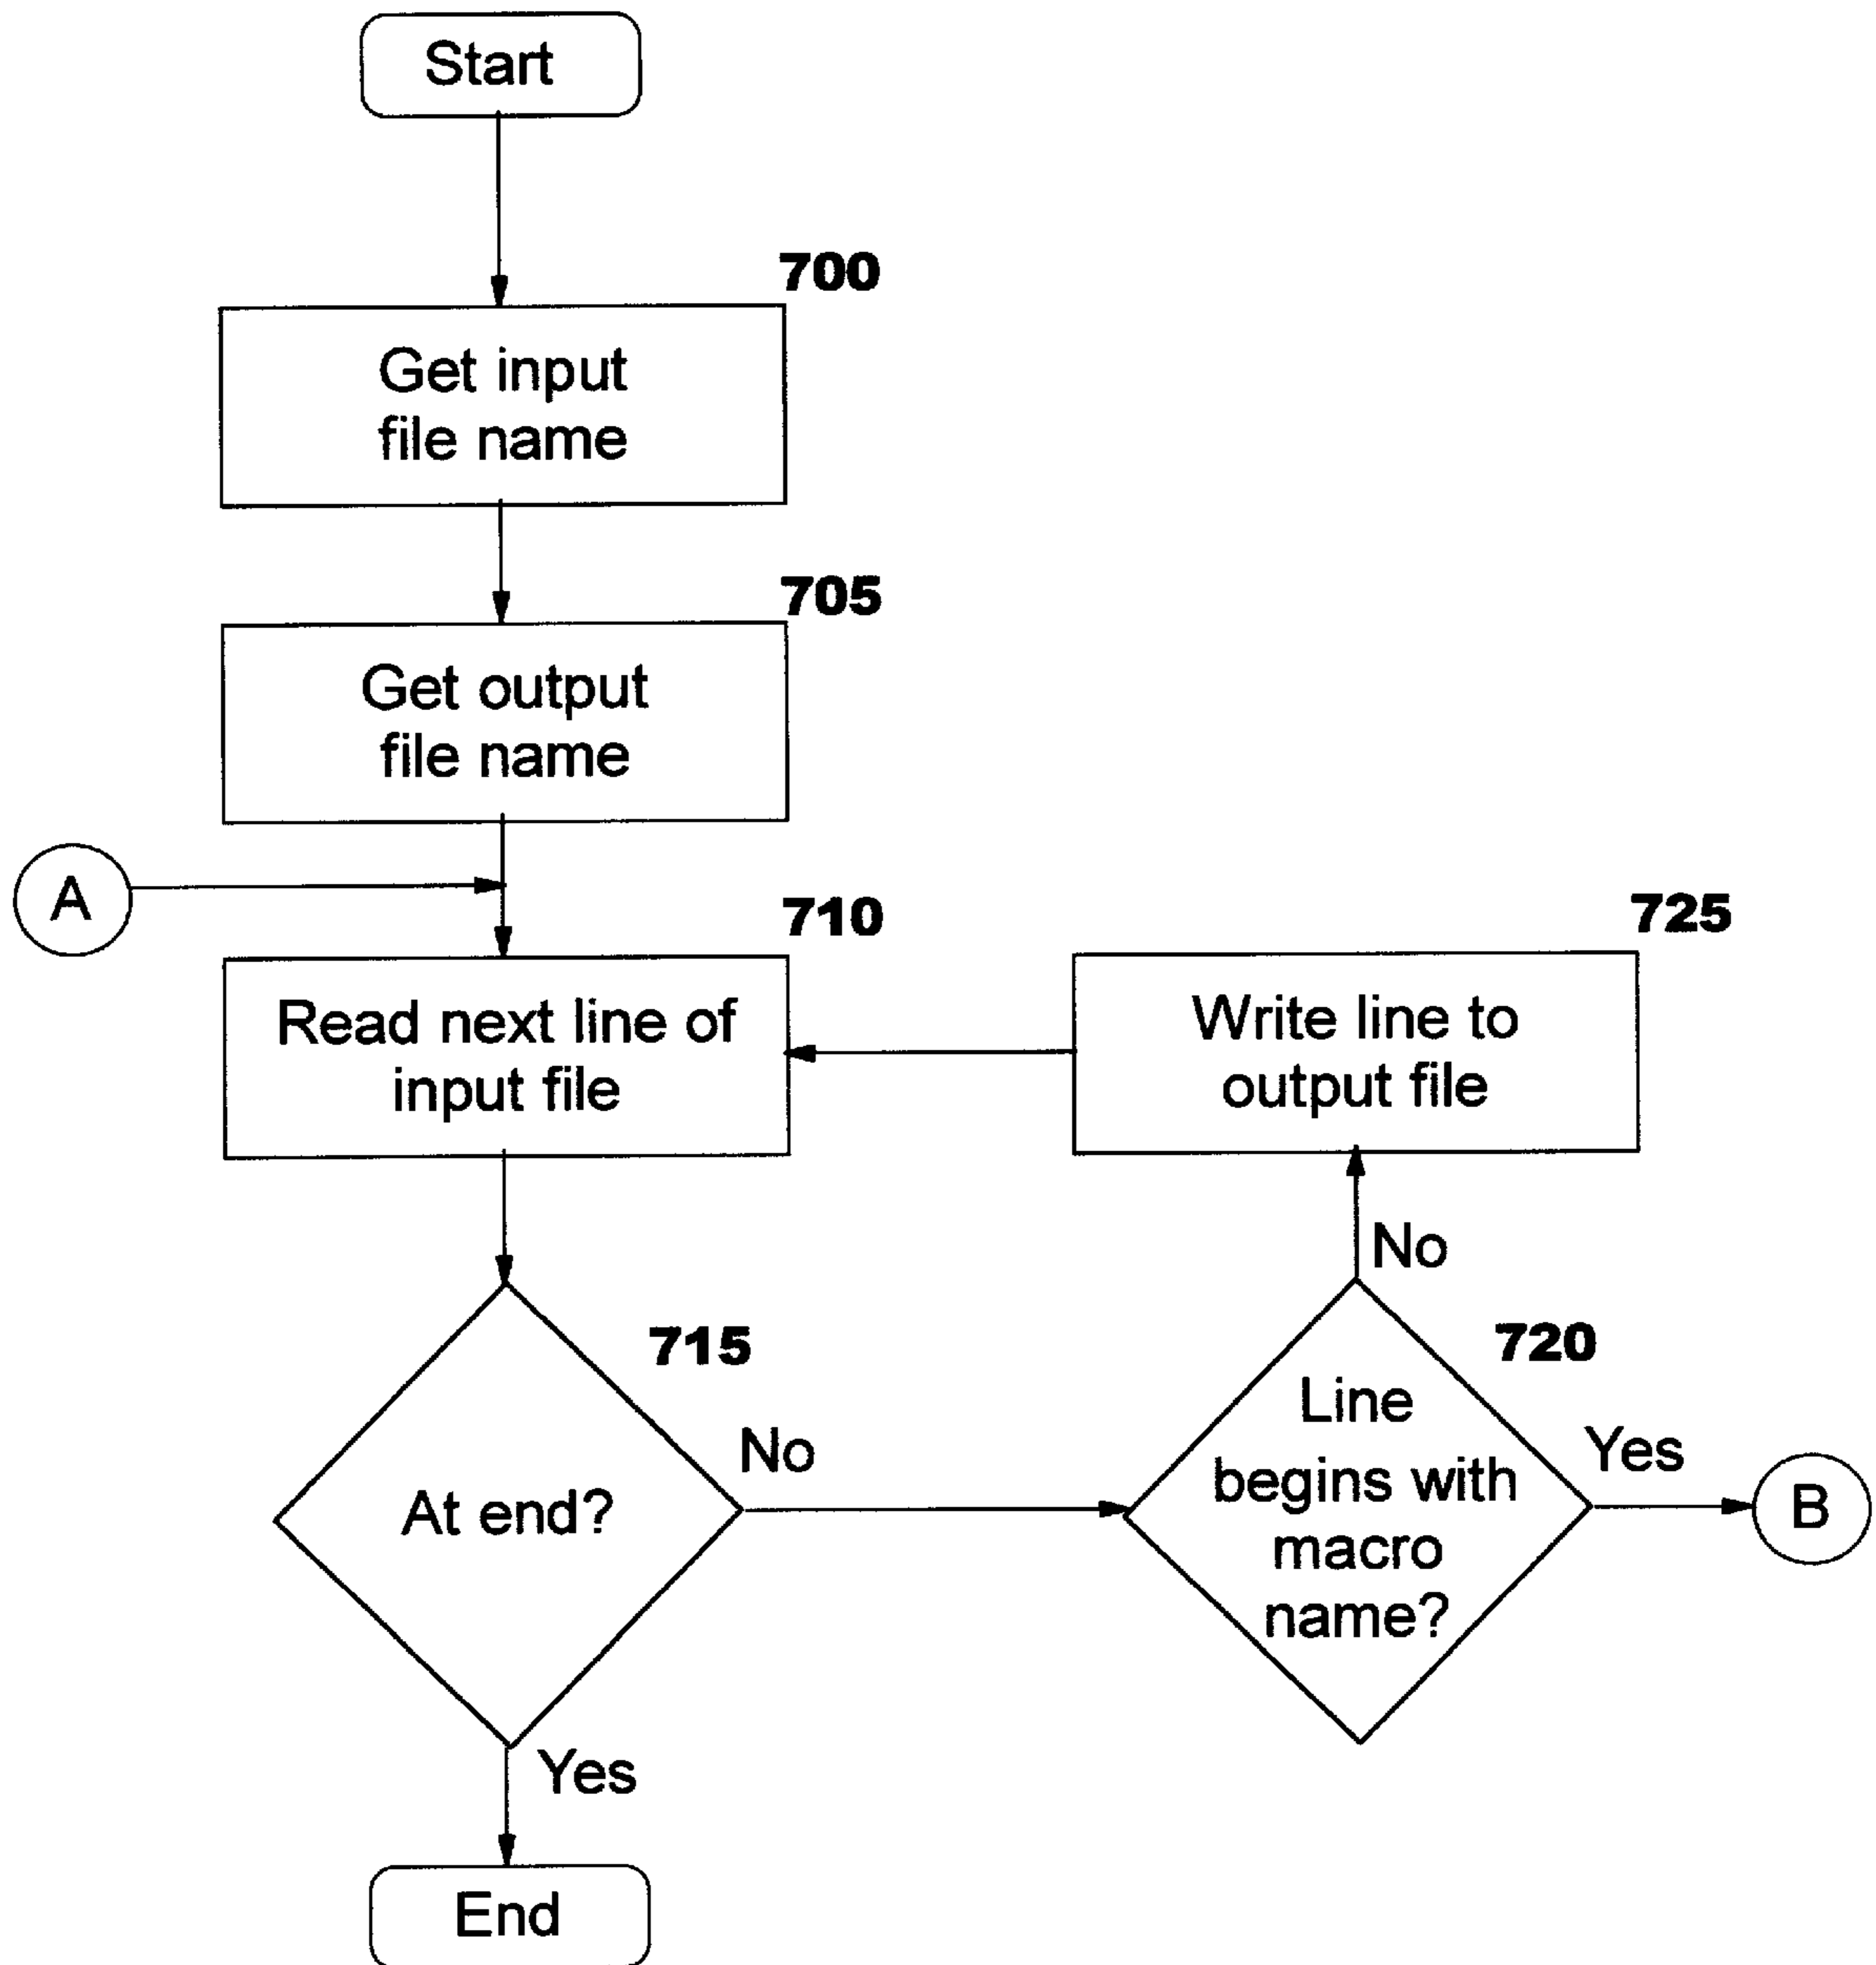 Start
700
Get input
file name
705
Get output
file name
A
710
Read next line of
input file
725
Write line to
output file
No
715
At end?
No
720
Line
begins with
macro
name?
Yes
B
Yes
End